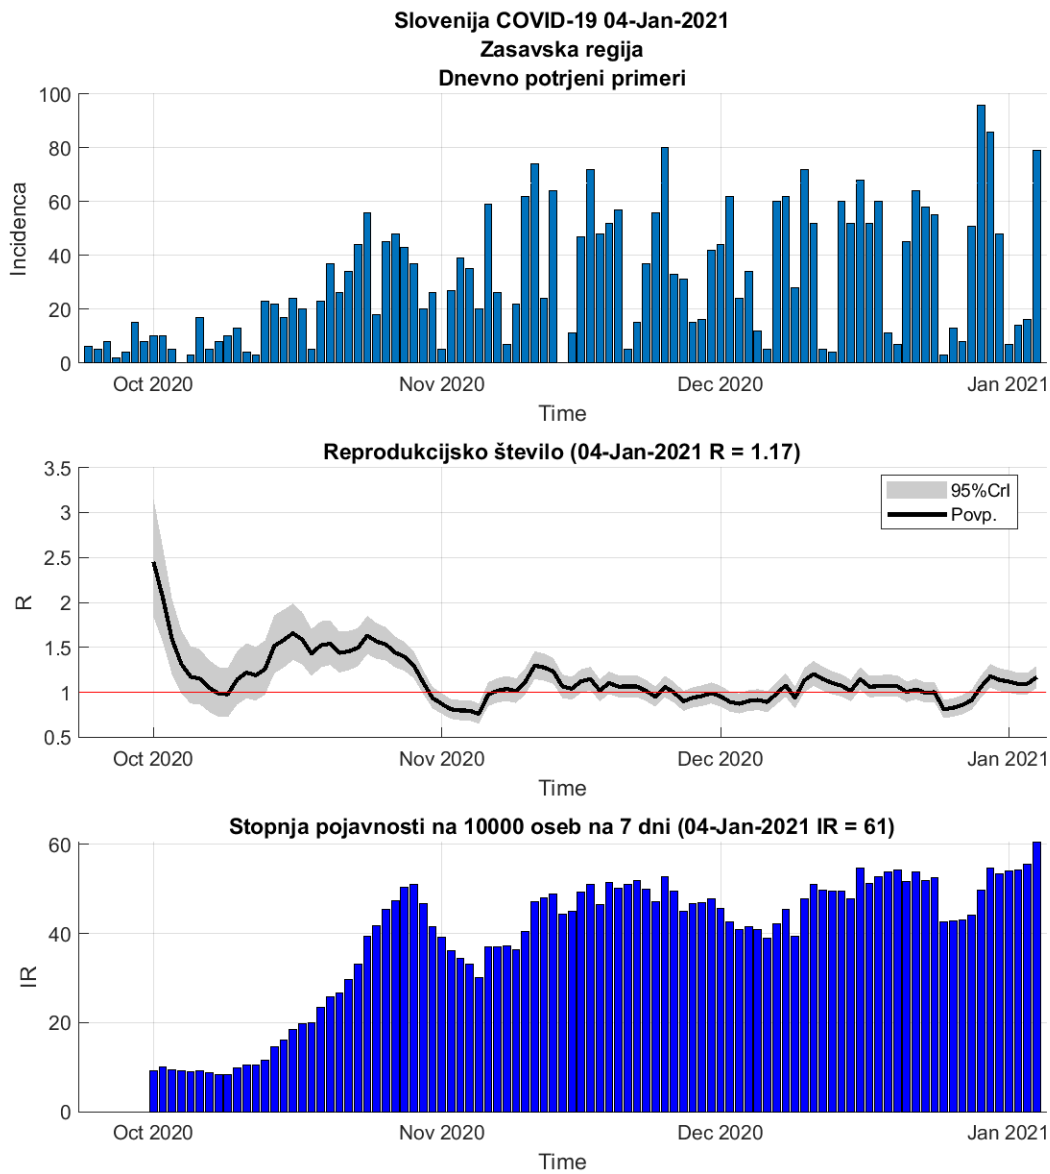 Slovenija COVID-19 04-Jan-2021
Zasavska regija
Dnevno potrjeni primeri
100
80
60
40
20
0
Incidenca
Oct 2020 Nov 2020 Dec 2020 Jan 2021
Time
Reprodukcijsko število (04-Jan-2021 R = 1.17)
3.5
3
2.5
2
1.5
1
0.5
R
95%CrI
Povp.
Oct 2020 Nov 2020 Dec 2020 Jan 2021
Time
Stopnja pojavnosti na 10000 oseb na 7 dni (04-Jan-2021 IR = 61)
60
40
20
0
IR
Oct 2020 Nov 2020 Dec 2020 Jan 2021
Time